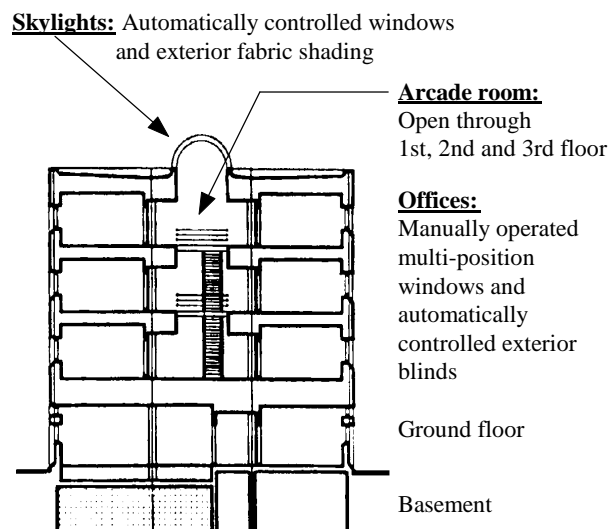 Skylights: Automatically controlled windows
and exterior fabric shading
Arcade room:
Open through
1st, 2nd and 3rd floor
Offices:
Manually operated
multi-position
windows and
automatically
controlled exterior
blinds
Ground floor
Basement